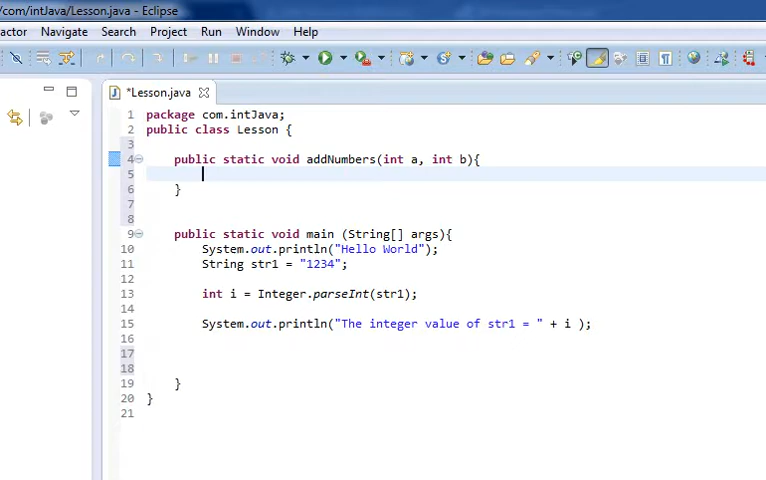 /com/intJava/Lesson.java - Eclipse
actor Navigate Search Project Run Window Help
*Lesson.java
1 package com.intJava;
2 public class Lesson {
3
4 public static void addNumbers(int a, int b){
5
6 }
7
8
9 public static void main (String[] args){
10 System.out.println("Hello World");
11 String str1 = "1234";
12
13 int i = Integer.parseInt(str1);
14
15 System.out.println("The integer value of str1 = " + i );
16
17
18
19 }
20 }
21